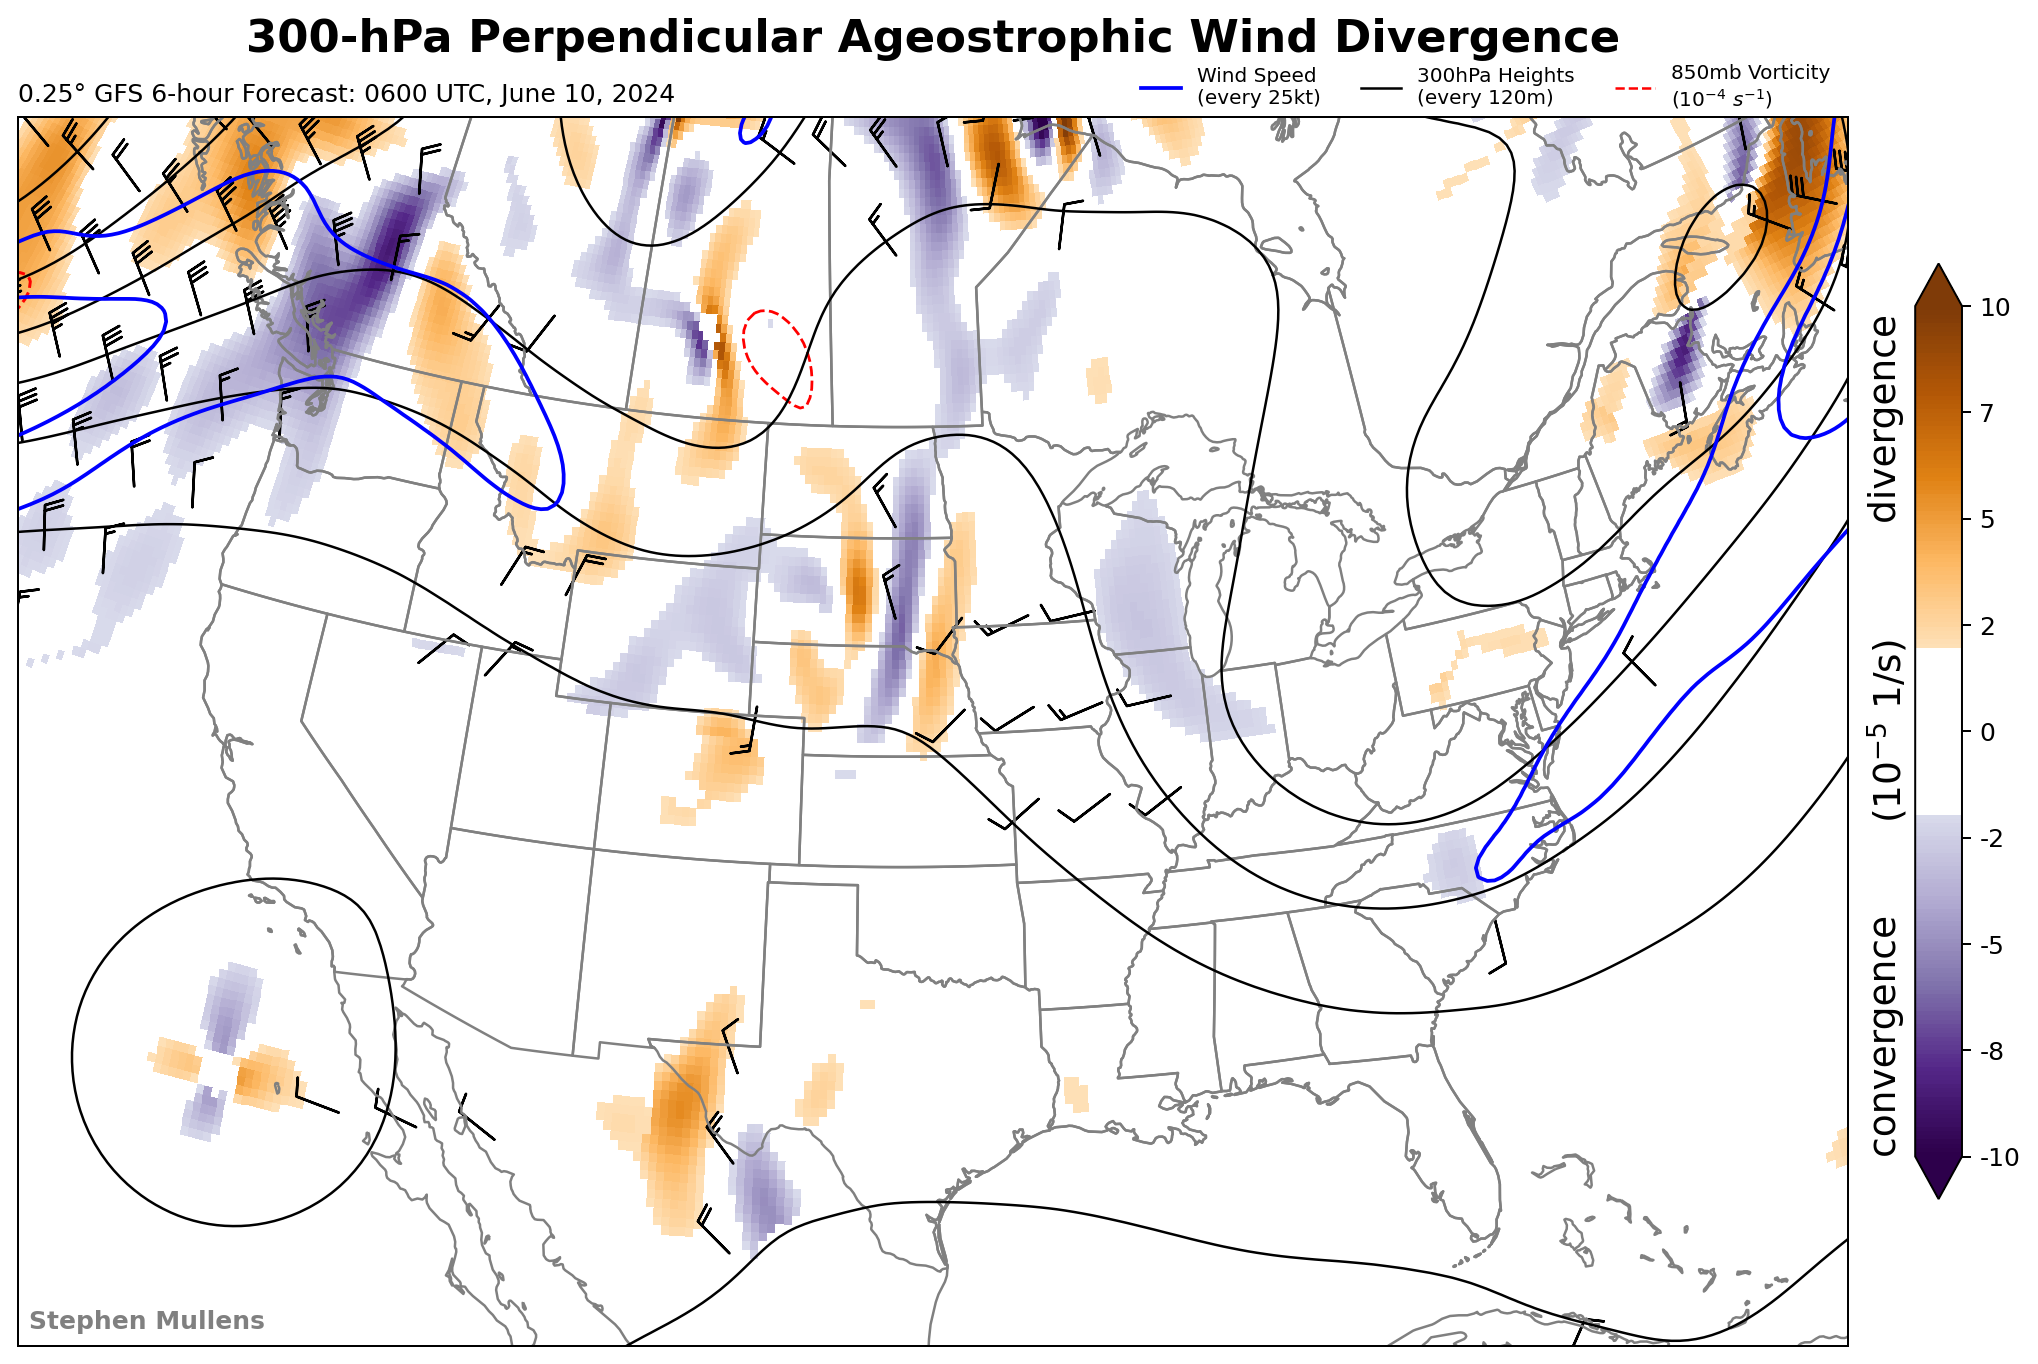 300-hPa Perpendicular Ageostrophic Wind Divergence
0.25° GFS 6-hour Forecast: 0600 UTC, June 10, 2024
Wind Speed
(every 25kt)
300hPa Heights
(every 120m)
850mb Vorticity
(10⁻⁴ s⁻¹)
10
7
5
2
0
-2
-5
-8
-10
convergence (10⁻⁵ 1/s) divergence
Stephen Mullens